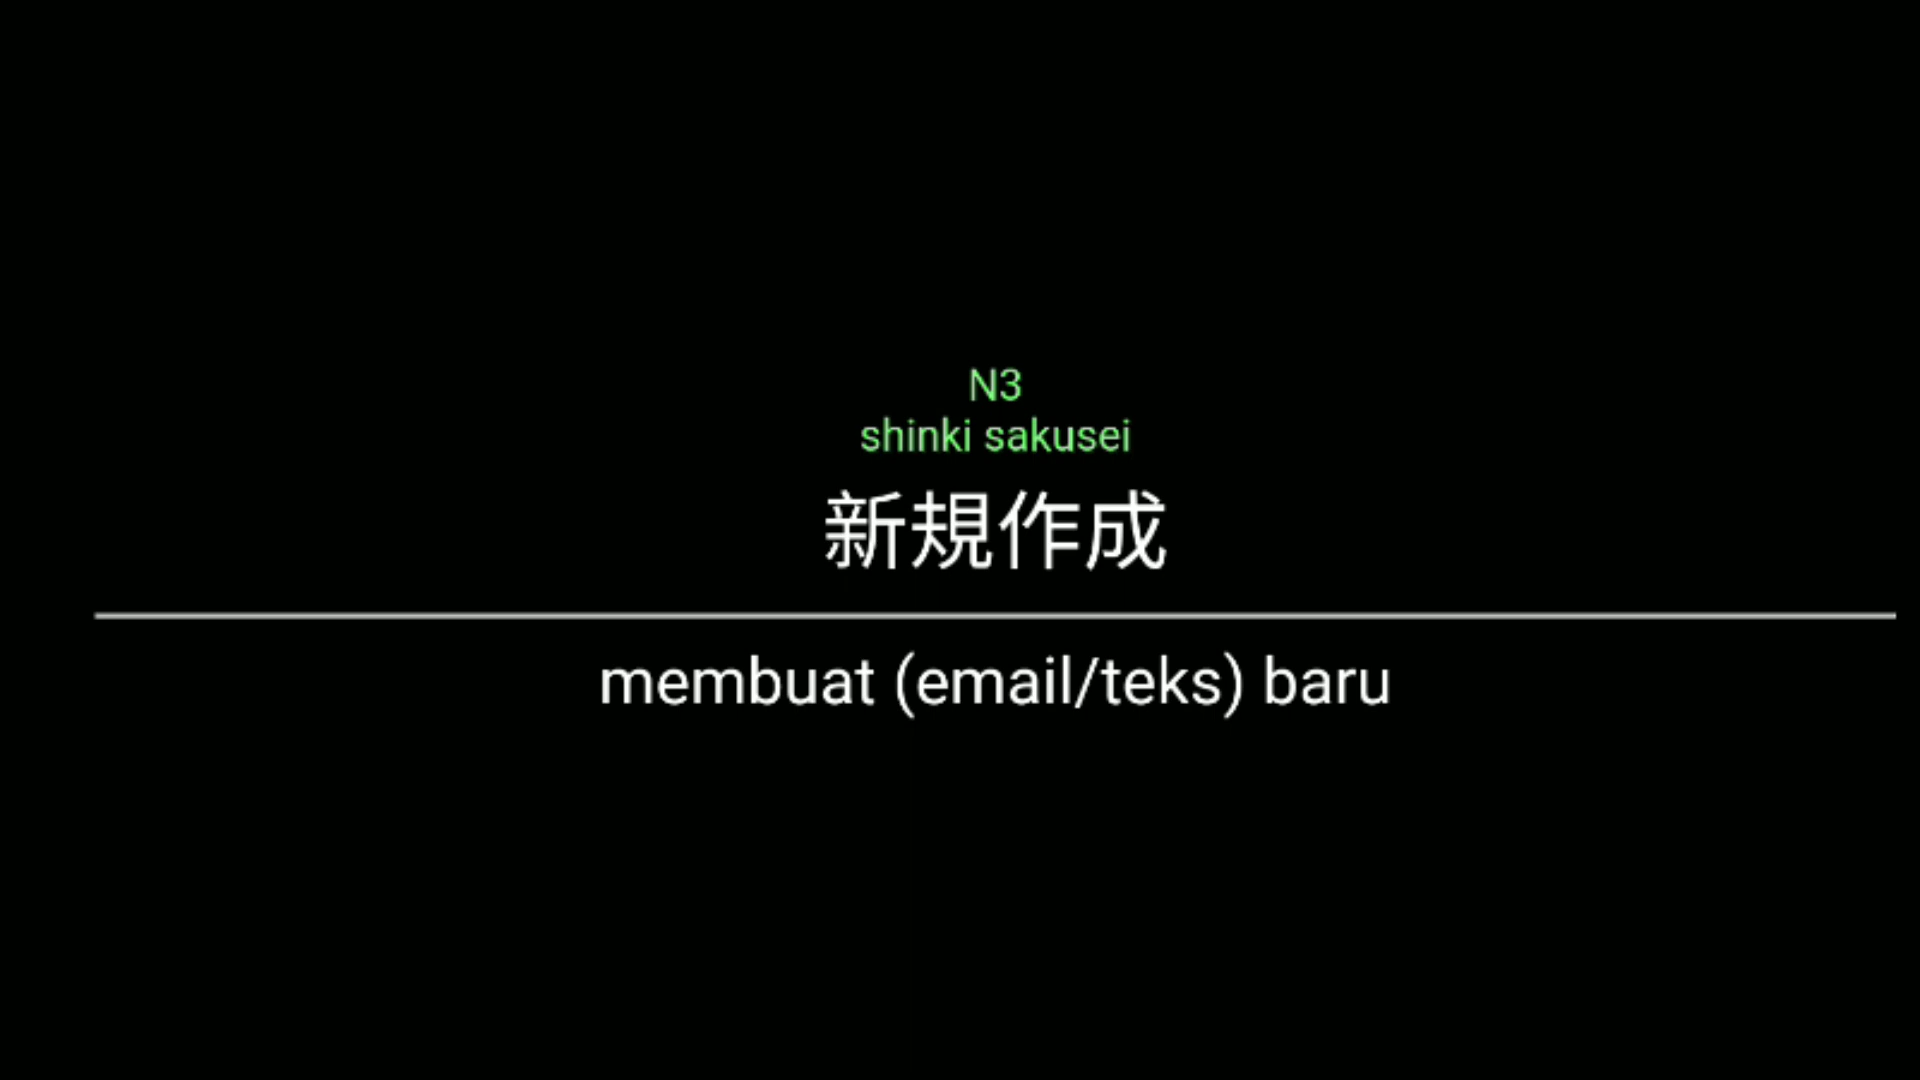 N3
shinki sakusei
新規作成
membuat (email/teks) baru